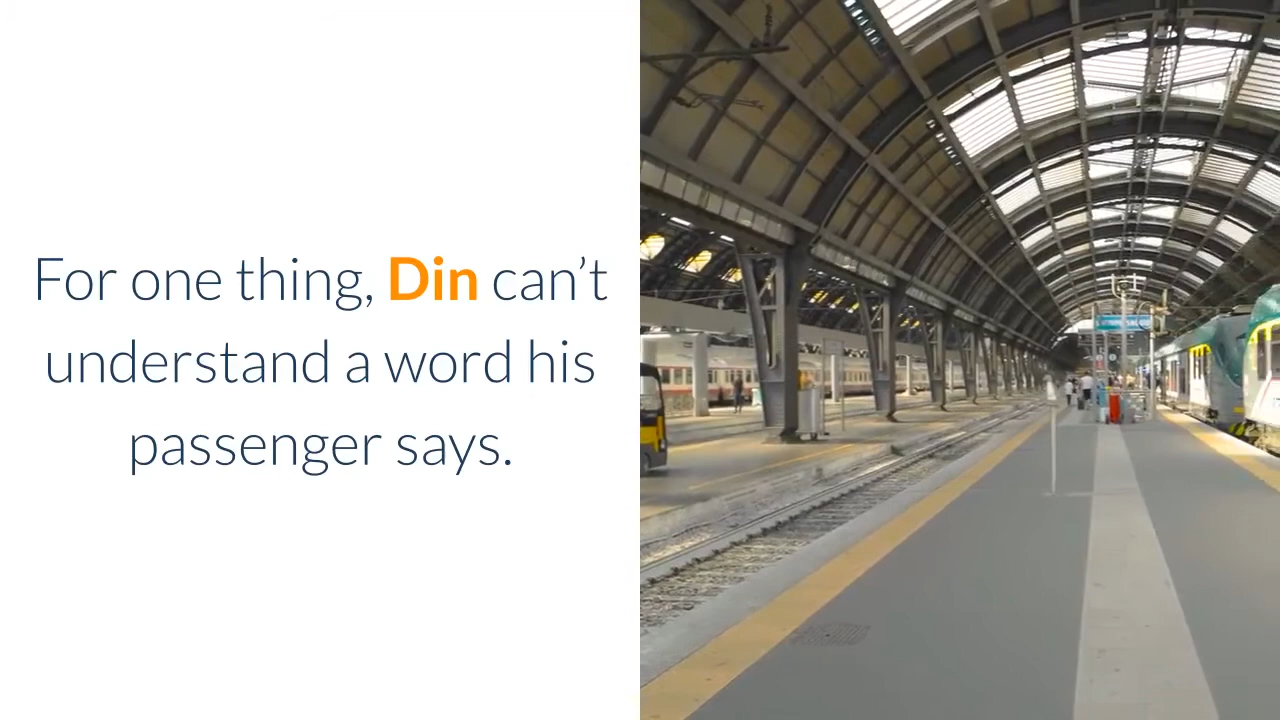 For one thing, Din can’t
understand a word his
passenger says.